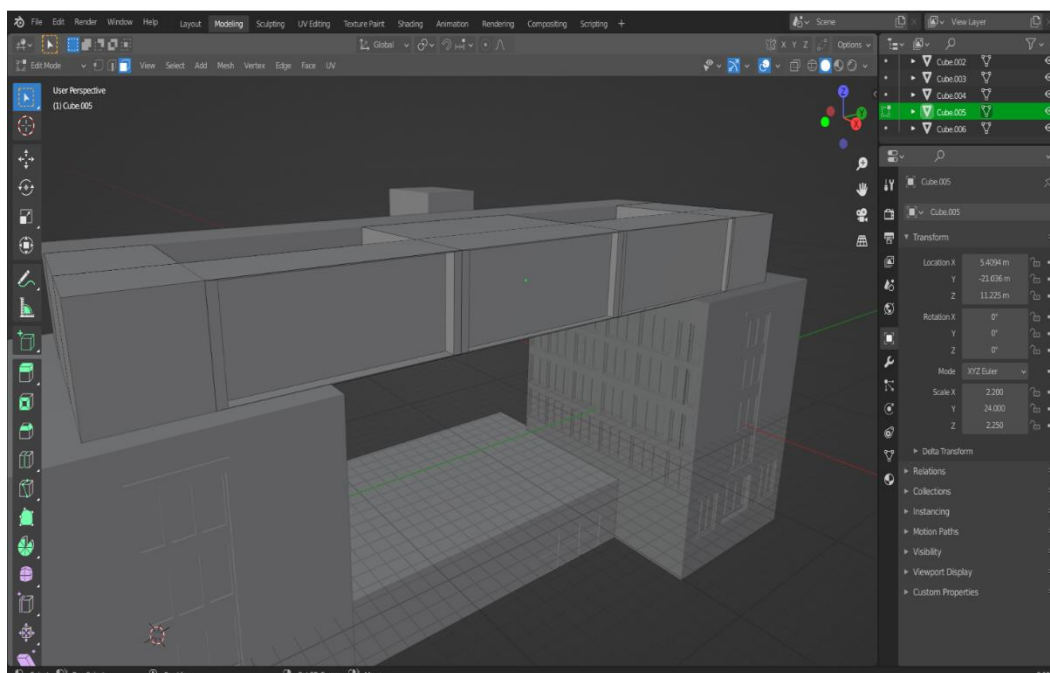 File Edit Render Window Help Layout Modeling Sculpting UV Editing Texture Paint Shading Animation Rendering Compositing Scripting + Scene View Layer
Global X Y Z Options
Edit Mode View Select Add Mesh Vertex Edge Face UV
User Perspective
(1) Cube.005
Z
Y
X
Cube.002
Cube.003
Cube.004
Cube.005
Cube.006
Cube.005
Cube.005
Transform
Location X 5.4094 m
Y -21.036 m
Z 11.225 m
Rotation X 0°
Y 0°
Z 0°
Mode XYZ Euler
Scale X 2.200
Y 24.000
Z 2.250
Delta Transform
Relations
Collections
Instancing
Motion Paths
Visibility
Viewport Display
Custom Properties